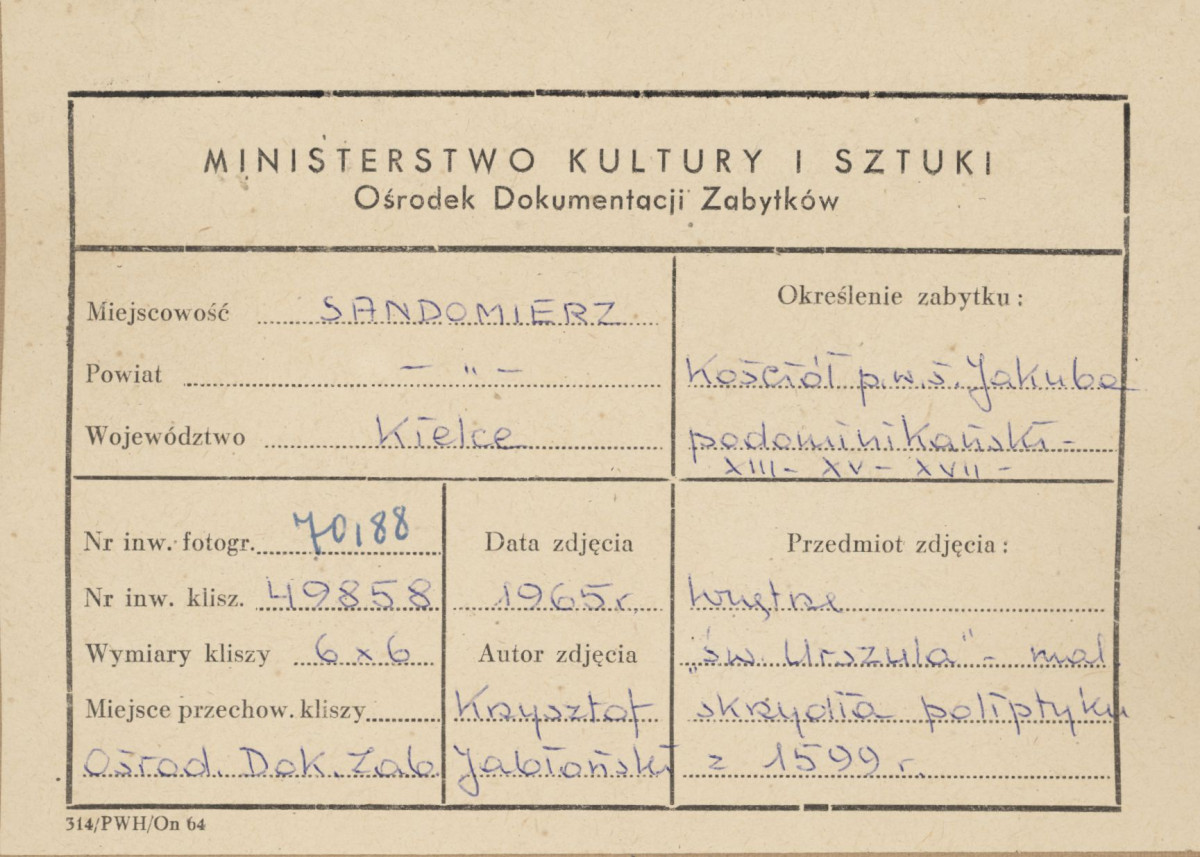 MINISTERSTWO KULTURY I SZTUKI
Ośrodek Dokumentacji Zabytków
Miejscowość SANDOMIERZ
Powiat — " —
Województwo Kielce
Określenie zabytku:
Kościół p.w.ś. Jakuba
podominikański -
XIII - XV - XVII -
Nr inw. fotogr. 70188
Nr inw. klisz. 49858
Wymiary kliszy 6 x 6
Miejsce przechow. kliszy
Ośrod. Dok. Zab
Data zdjęcia
1965 r.
Autor zdjęcia
Krzysztof
Jabłoński
Przedmiot zdjęcia:
Wnętrze
„św. Urszula" - mal
skrzydła poliptyku
z 1599 r.
314/PWH/On 64